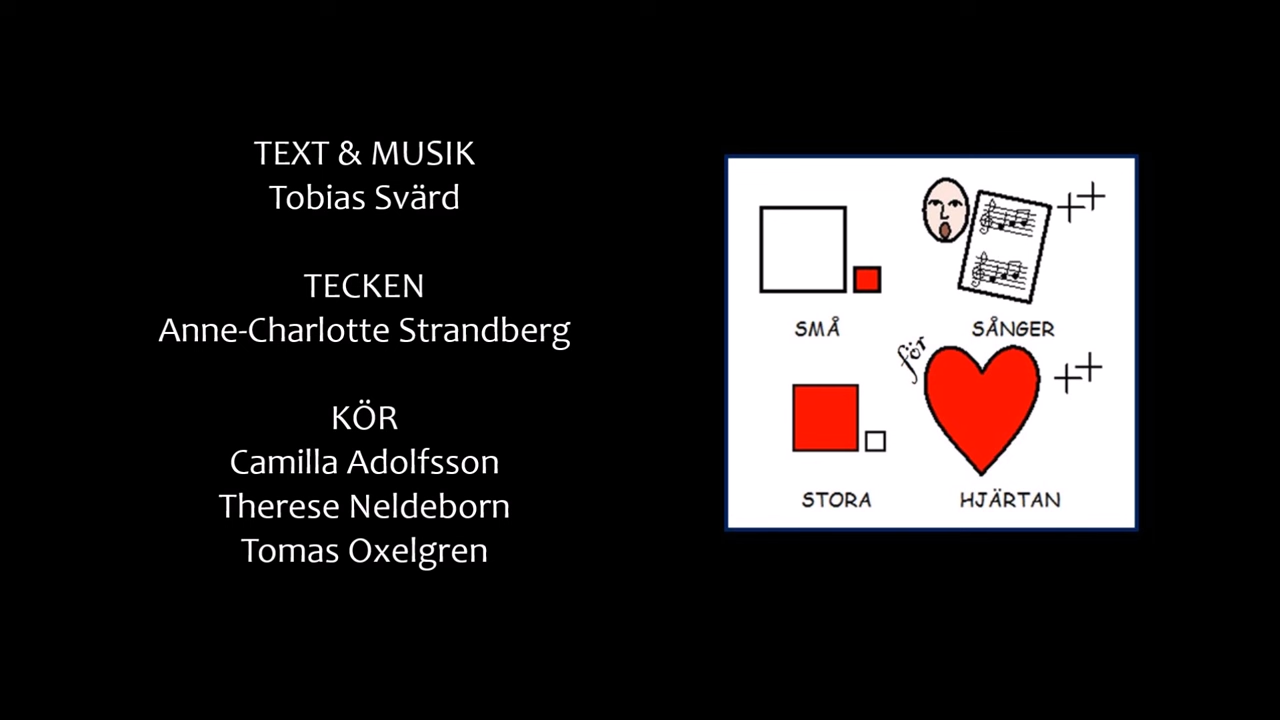 TEXT & MUSIK
Tobias Svärd
TECKEN
Anne-Charlotte Strandberg
KÖR
Camilla Adolfsson
Therese Neldeborn
Tomas Oxelgren
SMÅ SÅNGER
för
STORA HJÄRTAN